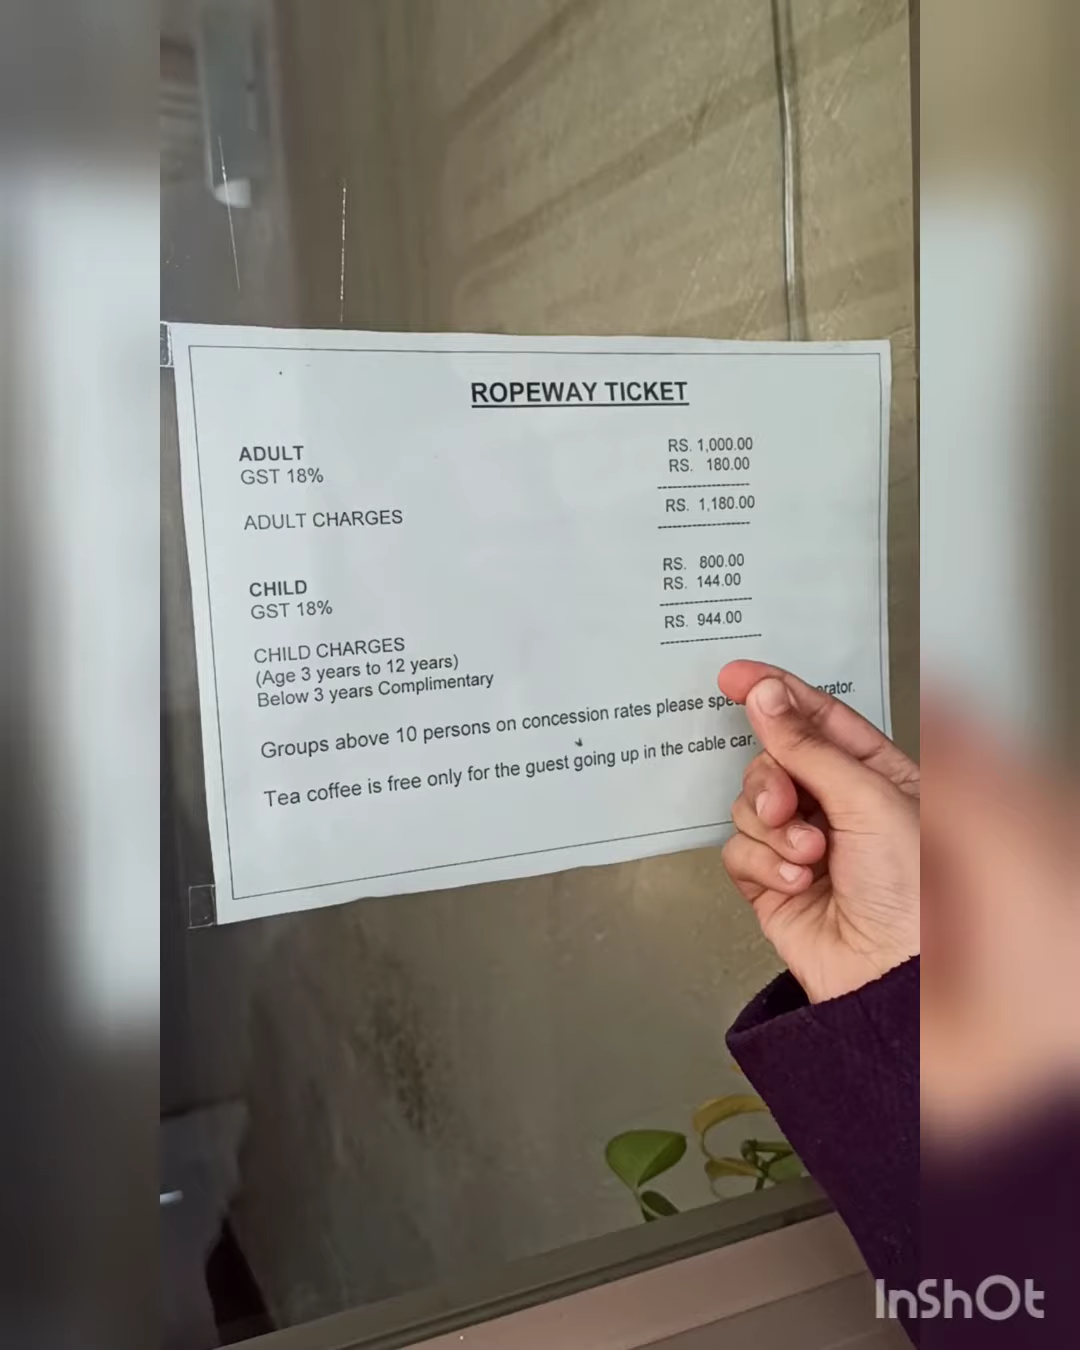 ROPEWAY TICKET
ADULT RS. 1,000.00
GST 18% RS. 180.00
ADULT CHARGES RS. 1,180.00
CHILD RS. 800.00
GST 18% RS. 144.00
CHILD CHARGES RS. 944.00
(Age 3 years to 12 years)
Below 3 years Complimentary
Groups above 10 persons on concession rates please
Tea coffee is free only for the guest going up in the cable car.
InShOt